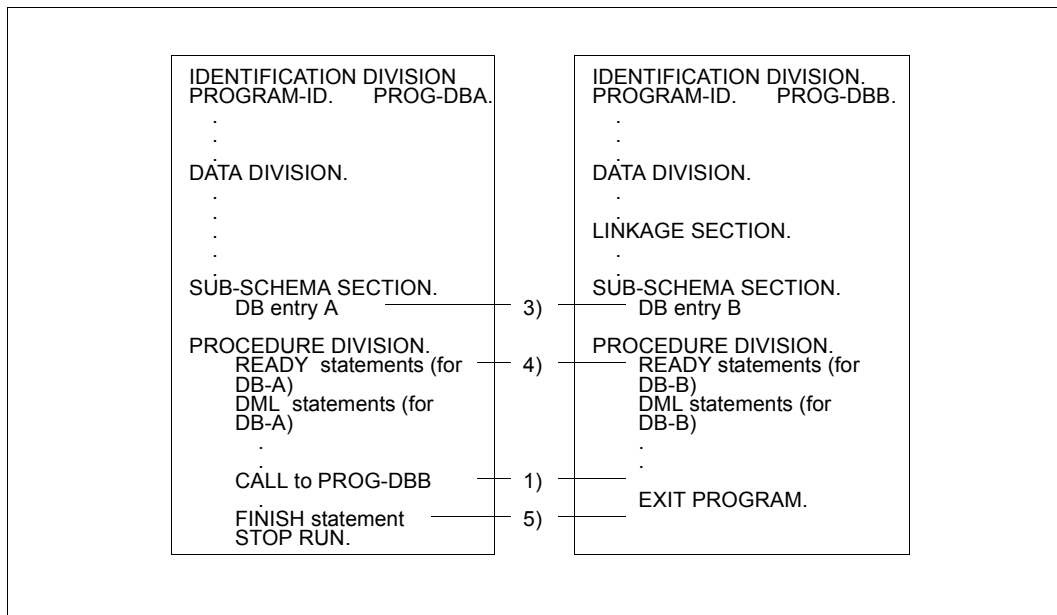 IDENTIFICATION DIVISION
PROGRAM-ID. PROG-DBA.
.
.
.
DATA DIVISION.
.
.
.
.
.
SUB-SCHEMA SECTION.
DB entry A
PROCEDURE DIVISION.
READY statements (for
DB-A)
DML statements (for
DB-A)
.
.
CALL to PROG-DBB
.
FINISH statement
STOP RUN.
3)
4)
1)
5)
IDENTIFICATION DIVISION.
PROGRAM-ID. PROG-DBB.
.
.
.
DATA DIVISION.
.
.
LINKAGE SECTION.
.
.
SUB-SCHEMA SECTION.
DB entry B
PROCEDURE DIVISION.
READY statements (for
DB-B)
DML statements (for
DB-B)
.
.
EXIT PROGRAM.